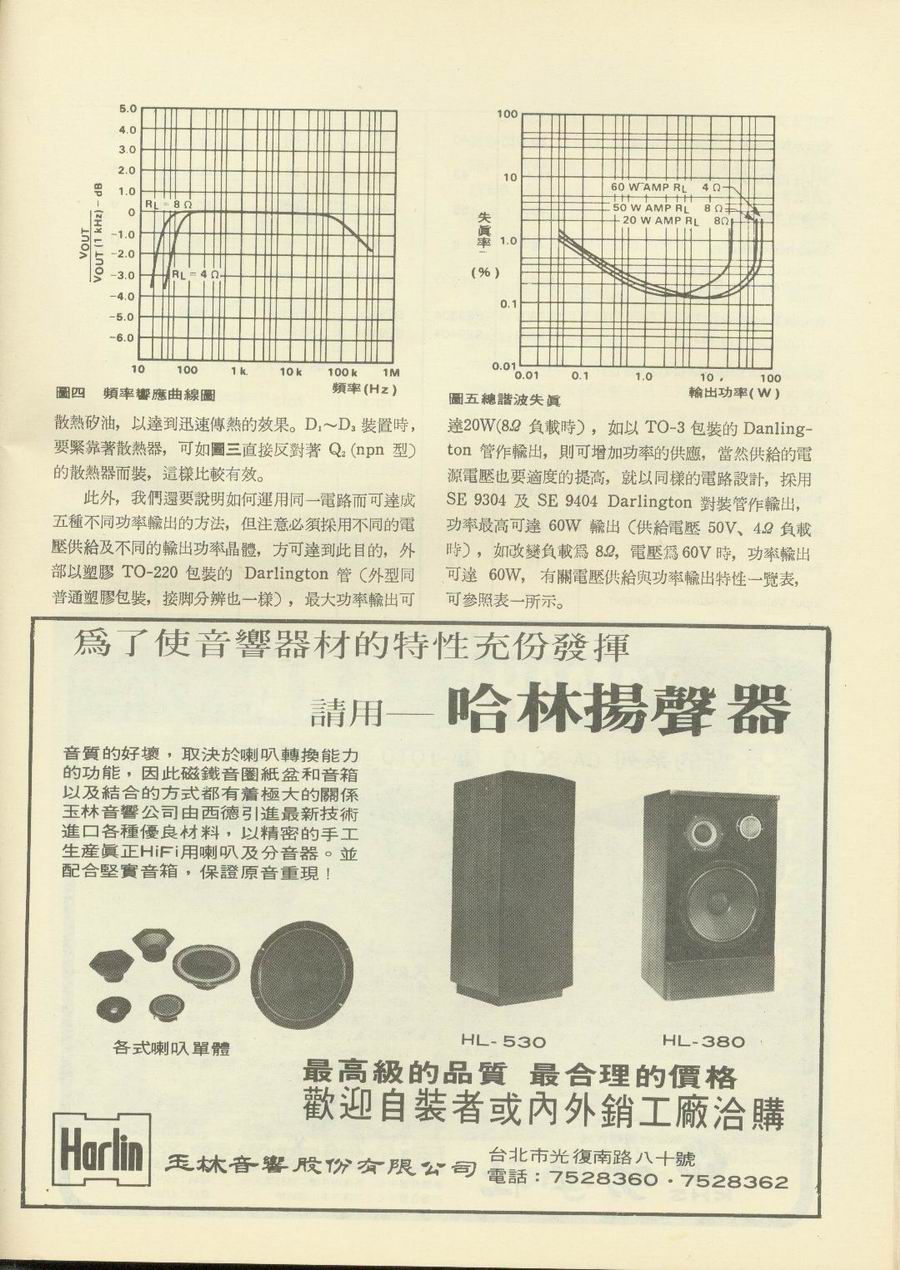 5.0
4.0
3.0
2.0
1.0
0
−1.0
−2.0
−3.0
−4.0
−5.0
−6.0
VOUT
VOUT (1 kHz) − dB
RL = 8 Ω
RL = 4 Ω
10 100 1 k 10 k 100 k 1M
圖四 頻率響應曲線圖 頻率(Hz)
100
10
1.0
0.1
0.01
失眞率−
(%)
60 W AMP RL 4 Ω
50 W AMP RL 8 Ω
20 W AMP RL 8Ω
0.01 0.1 1.0 10 100
輸出功率(W)
圖五總諧波失眞
散熱矽油，以達到迅速傳熱的效果。D₁～D₃ 裝置時，
要緊靠著散熱器，可如圖三直接反對著 Q₂ (npn 型)
的散熱器而裝，這樣比較有效。
此外，我們還要說明如何運用同一電路而可達成
五種不同功率輸出的方法，但注意必須採用不同的電
壓供給及不同的輸出功率晶體，方可達到此目的，外
部以塑膠 TO-220 包裝的 Darlington 管（外型同
普通塑膠包裝，接脚分辨也一樣），最大功率輸出可
達20W(8Ω 負載時），如以 TO-3 包裝的 Danling-
ton 管作輸出，則可增加功率的供應，當然供給的電
源電壓也要適度的提高，就以同樣的電路設計，採用
SE 9304 及 SE 9404 Darlington 對裝管作輸出，
功率最高可達 60W 輸出（供給電壓 50V、4Ω 負載
時），如改變負載爲 8Ω，電壓爲 60V 時，功率輸出
可達 60W，有關電壓供給與功率輸出特性一覽表，
可參照表一所示。
爲了使音響器材的特性充份發揮
請用—哈林揚聲器
音質的好壞，取決於喇叭轉換能力
的功能，因此磁鐵音圈紙盆和音箱
以及結合的方式都有着極大的關係
玉林音響公司由西德引進最新技術
進口各種優良材料，以精密的手工
生産眞正HiFi用喇叭及分音器。並
配合堅實音箱，保證原音重現！
各式喇叭單體
HL-530
HL-380
最高級的品質 最合理的價格
歡迎自裝者或內外銷工廠洽購
Harlin
玉林音響股份有限公司
台北市光復南路八十號
電話：7528360・7528362